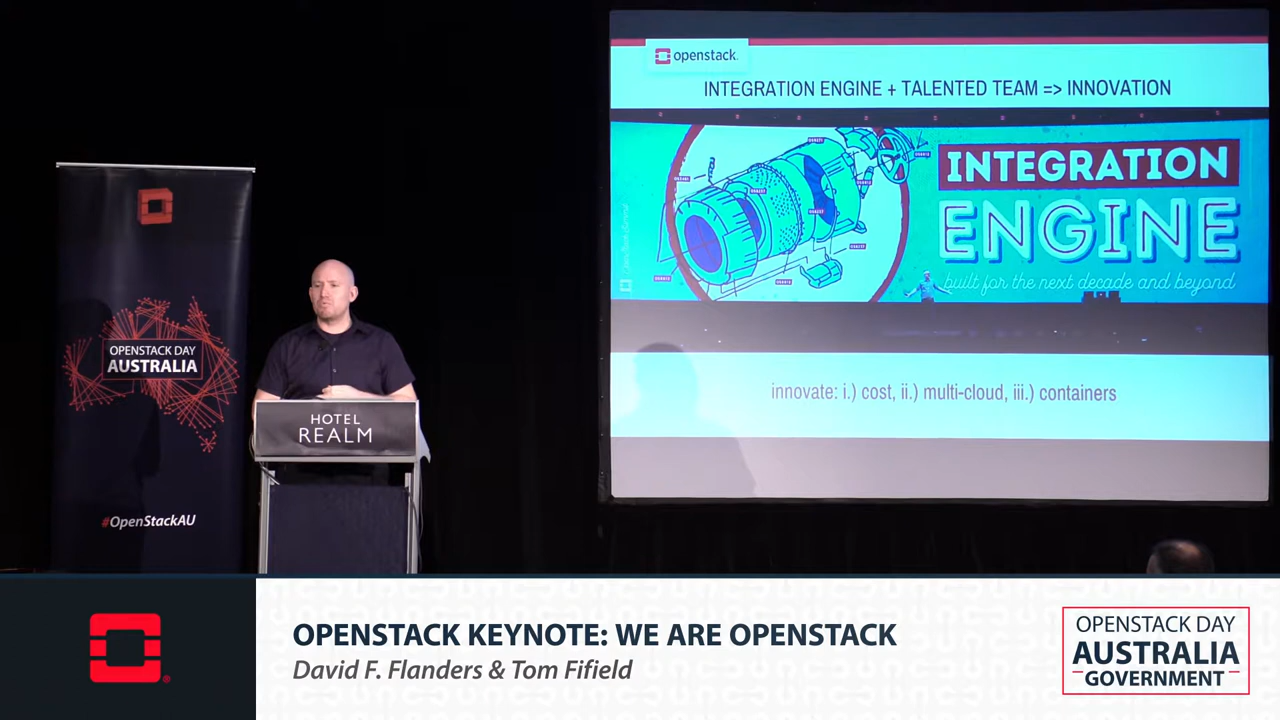 openstack.
INTEGRATION ENGINE + TALENTED TEAM => INNOVATION
INTEGRATION
ENGINE
built for the next decade and beyond
innovate: i.) cost, ii.) multi-cloud, iii.) containers
OPENSTACK DAY
AUSTRALIA
#OpenStackAU
HOTEL
REALM
OPENSTACK KEYNOTE: WE ARE OPENSTACK
David F. Flanders & Tom Fifield
OPENSTACK DAY
AUSTRALIA
GOVERNMENT